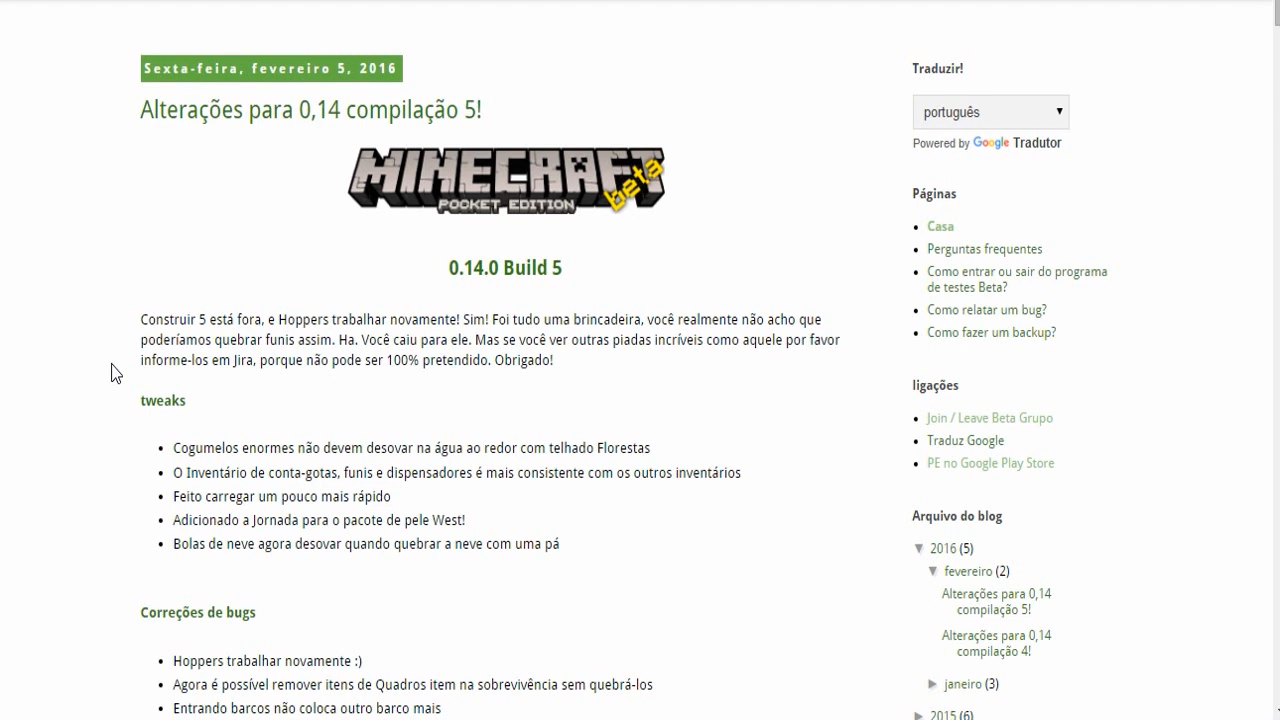 Sexta-feira, fevereiro 5, 2016
Alterações para 0,14 compilação 5!
MINECRAFT
POCKET EDITION
beta
0.14.0 Build 5
Construir 5 está fora, e Hoppers trabalhar novamente! Sim! Foi tudo uma brincadeira, você realmente não acho que
poderíamos quebrar funis assim. Ha. Você caiu para ele. Mas se você ver outras piadas incríveis como aquele por favor
informe-los em Jira, porque não pode ser 100% pretendido. Obrigado!
tweaks
Cogumelos enormes não devem desovar na água ao redor com telhado Florestas
O Inventário de conta-gotas, funis e dispensadores é mais consistente com os outros inventários
Feito carregar um pouco mais rápido
Adicionado a Jornada para o pacote de pele West!
Bolas de neve agora desovar quando quebrar a neve com uma pá
Correções de bugs
Hoppers trabalhar novamente :)
Agora é possível remover itens de Quadros item na sobrevivência sem quebrá-los
Entrando barcos não coloca outro barco mais
Traduzir!
português
Powered by Google Tradutor
Páginas
Casa
Perguntas frequentes
Como entrar ou sair do programa
de testes Beta?
Como relatar um bug?
Como fazer um backup?
ligações
Join / Leave Beta Grupo
Traduz Google
PE no Google Play Store
Arquivo do blog
▼ 2016 (5)
▼ fevereiro (2)
Alterações para 0,14
compilação 5!
Alterações para 0,14
compilação 4!
► janeiro (3)
► 2015 (6)